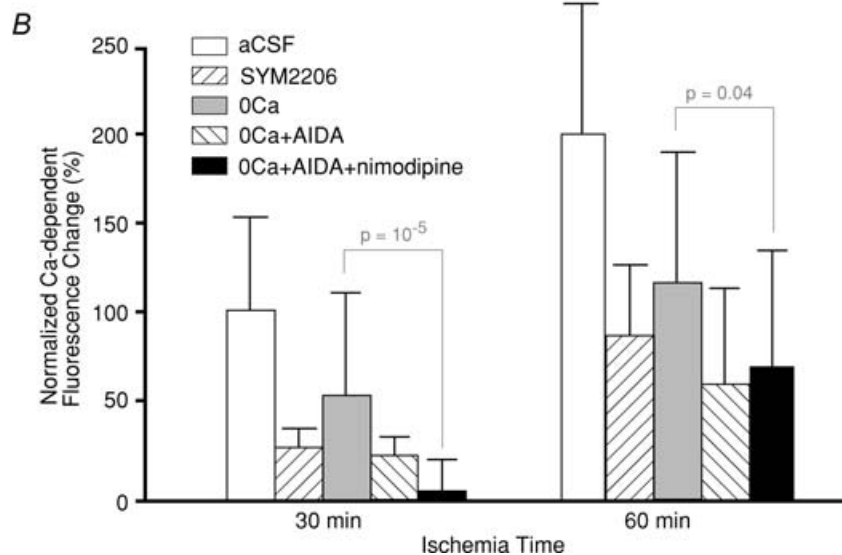 B
250
200
150
100
50
0
Normalized Ca-dependent
Fluorescence Change (%)
aCSF
SYM2206
0Ca
0Ca+AIDA
0Ca+AIDA+nimodipine
p = 10-5
p = 0.04
30 min
60 min
Ischemia Time